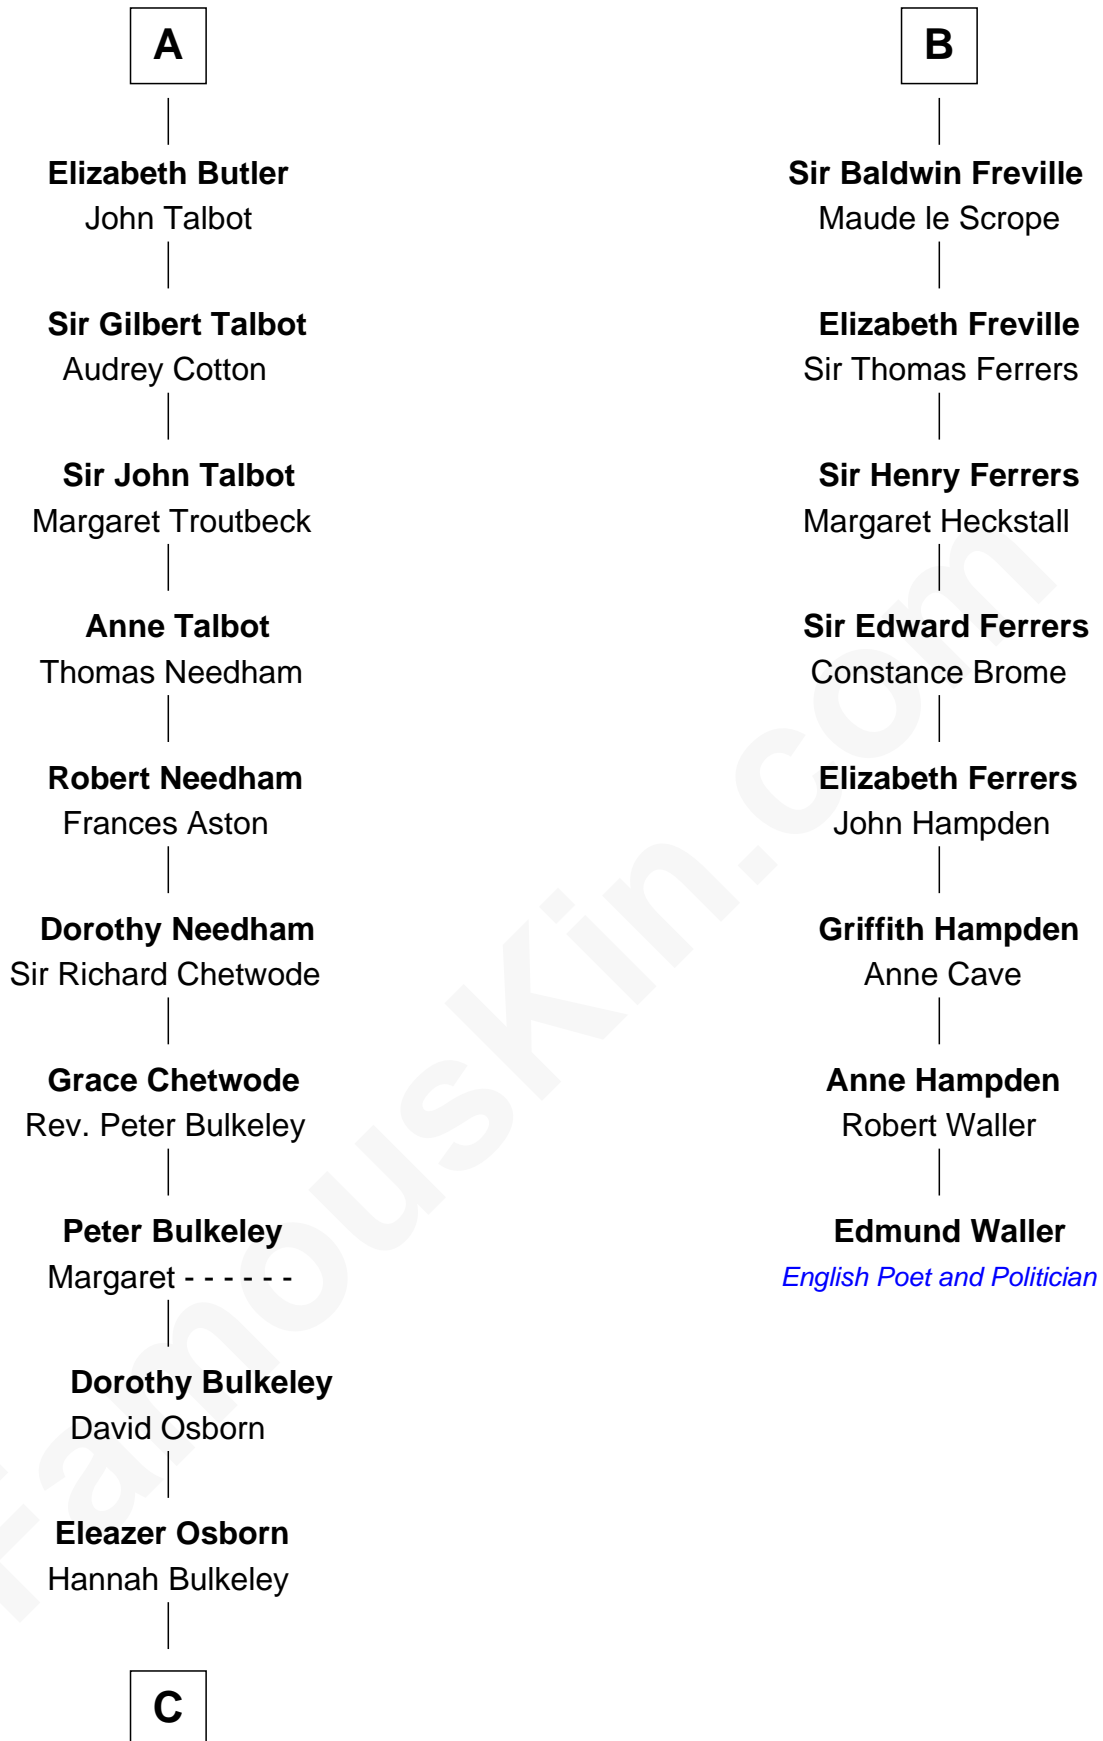 A
Elizabeth Butler
John Talbot
Sir Gilbert Talbot
Audrey Cotton
Sir John Talbot
Margaret Troutbeck
Anne Talbot
Thomas Needham
Robert Needham
Frances Aston
Dorothy Needham
Sir Richard Chetwode
Grace Chetwode
Rev. Peter Bulkeley
Peter Bulkeley
Margaret - - - - - -
Dorothy Bulkeley
David Osborn
Eleazer Osborn
Hannah Bulkeley
C
B
Sir Baldwin Freville
Maude le Scrope
Elizabeth Freville
Sir Thomas Ferrers
Sir Henry Ferrers
Margaret Heckstall
Sir Edward Ferrers
Constance Brome
Elizabeth Ferrers
John Hampden
Griffith Hampden
Anne Cave
Anne Hampden
Robert Waller
Edmund Waller
English Poet and Politician
FamousKin.com